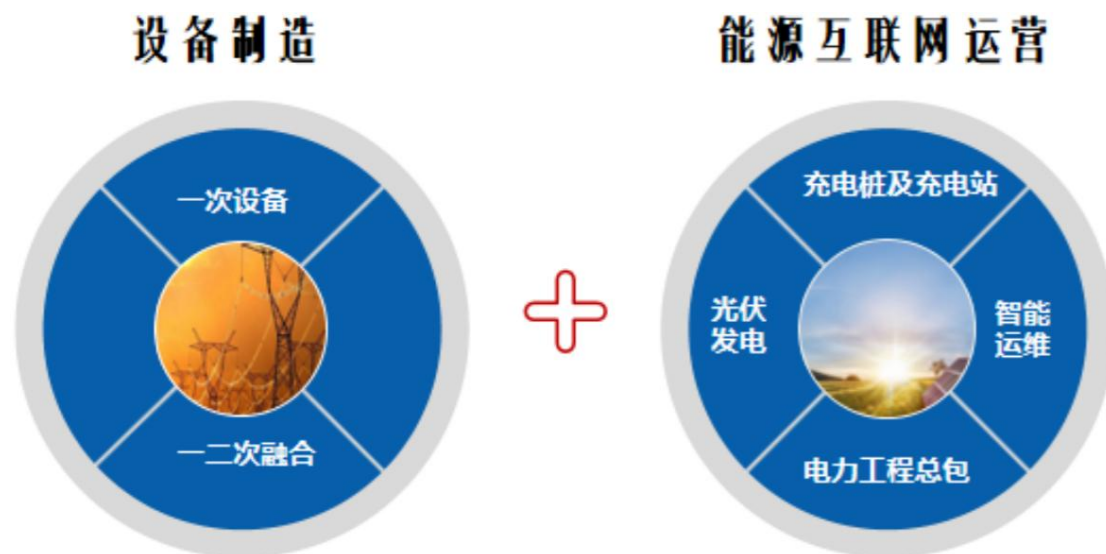 设备制造
能源互联网运营
一次设备
一二次融合
充电桩及充电站
光伏
发电
智能
运维
电力工程总包